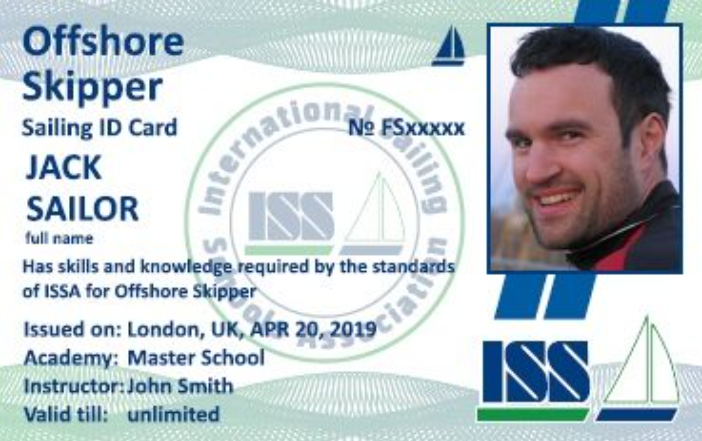 Offshore
Skipper
Sailing ID Card
№ FSxxxxx
JACK
SAILOR
full name
Has skills and knowledge required by the standards
of ISSA for Offshore Skipper
Issued on: London, UK, APR 20, 2019
Academy: Master School
Instructor: John Smith
Valid till: unlimited
International Sailing
Schools Association
ISS
ISS